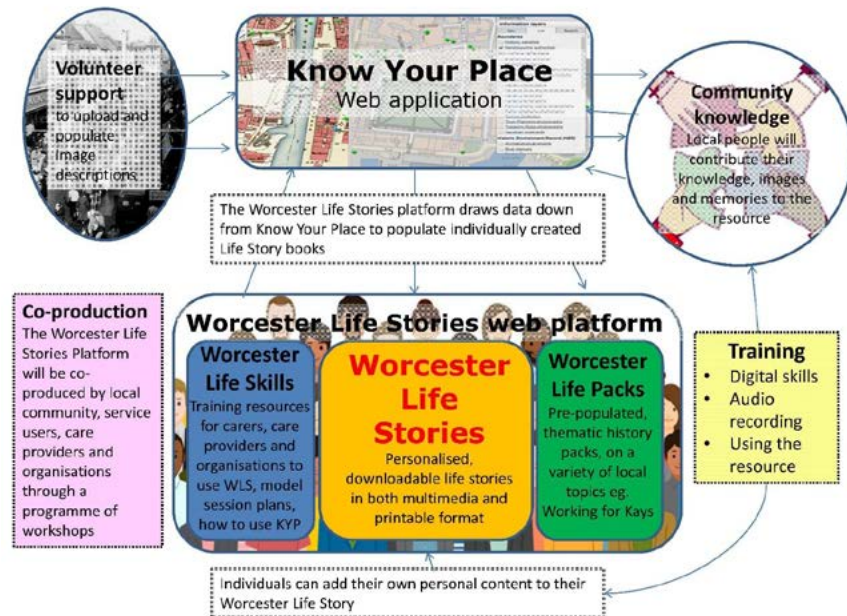 Volunteer
support
to upload and
populate
image
descriptions
Know Your Place
Web application
Community
knowledge
Local people will
contribute their
knowledge, images
and memories to the
resource
The Worcester Life Stories platform draws data down
from Know Your Place to populate individually created
Life Story books
Co-production
The Worcester Life
Stories Platform
will be co-
produced by local
community, service
users, care
providers and
organisations
through a
programme of
workshops
Worcester Life Stories web platform
Worcester
Life Skills
Training resources
for carers, care
providers and
organisations to
use WLS, model
session plans,
how to use KYP
Worcester
Life
Stories
Personalised,
downloadable life stories
in both multimedia and
printable format
Worcester
Life Packs
Pre-populated,
thematic history
packs, on a
variety of local
topics eg.
Working for Kays
Training
• Digital skills
• Audio
recording
• Using the
resource
Individuals can add their own personal content to their
Worcester Life Story